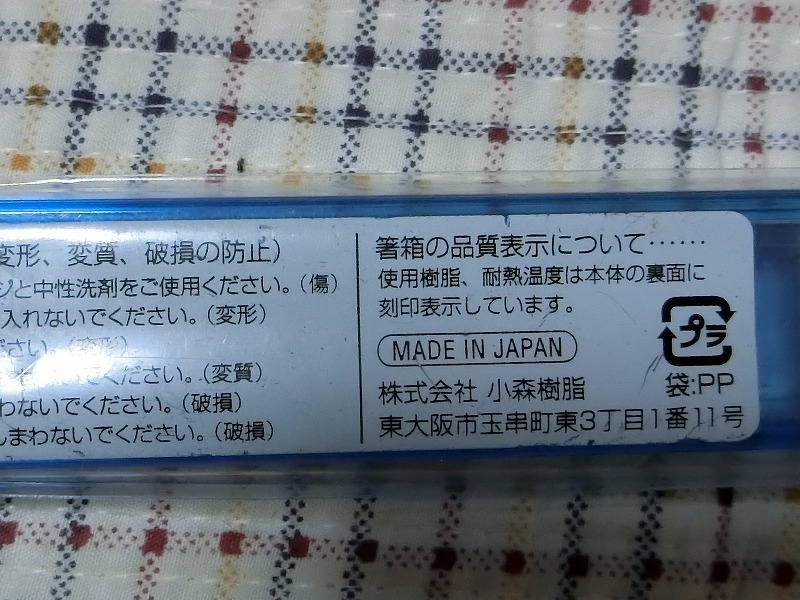 変形、変質、破損の防止)
ジと中性洗剤をご使用ください。(傷)
入れないでください。(変形)
ださい。(変形)
でください。(変質)
わないでください。(破損)
しまわないでください。(破損)
箸箱の品質表示について……
使用樹脂、耐熱温度は本体の裏面に
刻印表示しています。
MADE IN JAPAN
プラ
袋:PP
株式会社 小森樹脂
東大阪市玉串町東3丁目1番11号